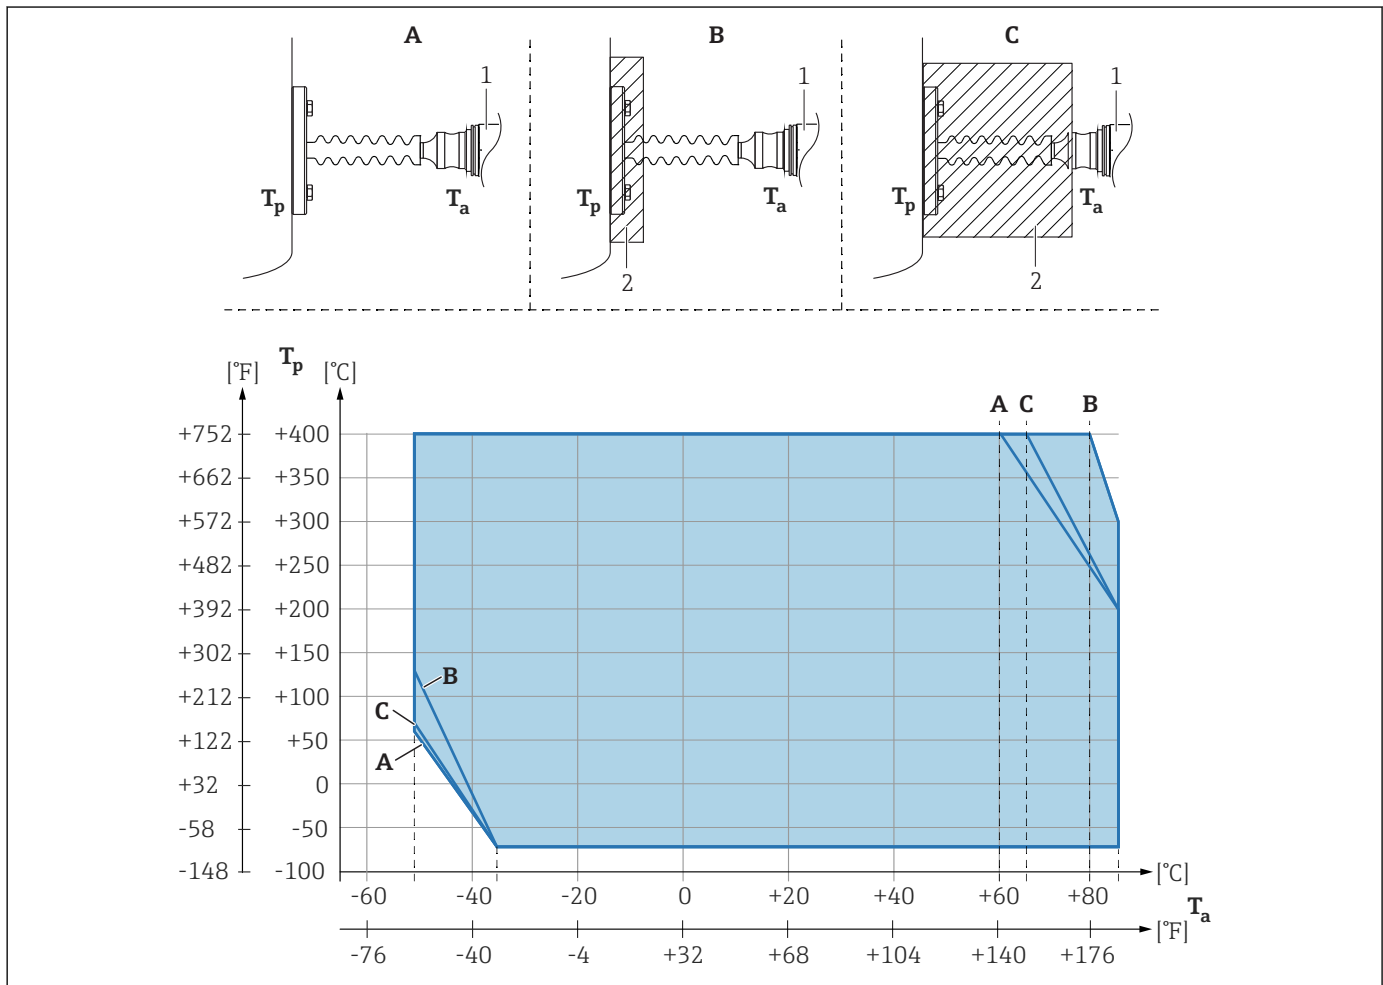 A B C
1 1 1
Tp Ta Tp Ta Tp Ta
2 2 2
[°F] Tp [°C]
A C B
+752 +400
+662 +350
+572 +300
+482 +250
+392 +200
+302 +150
B
+212 +100
C
+122 +50
A
+32 0
-58 -50
-148 -100
[°C]
-60 -40 -20 0 +20 +40 +60 +80
Ta
[°F]
-76 -40 -4 +32 +68 +104 +140 +176